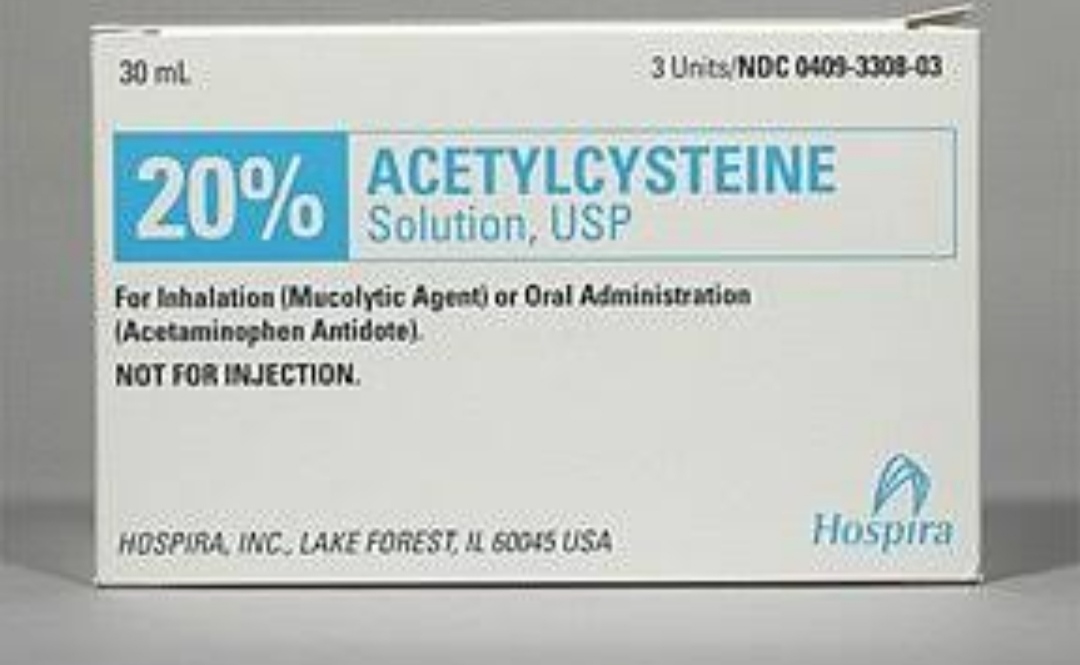 30 mL
3 Units/NDC 0409-3308-03
20%
ACETYLCYSTEINE
Solution, USP
For Inhalation (Mucolytic Agent) or Oral Administration
(Acetaminophen Antidote).
NOT FOR INJECTION.
HOSPIRA, INC., LAKE FOREST, IL 60045 USA
Hospira